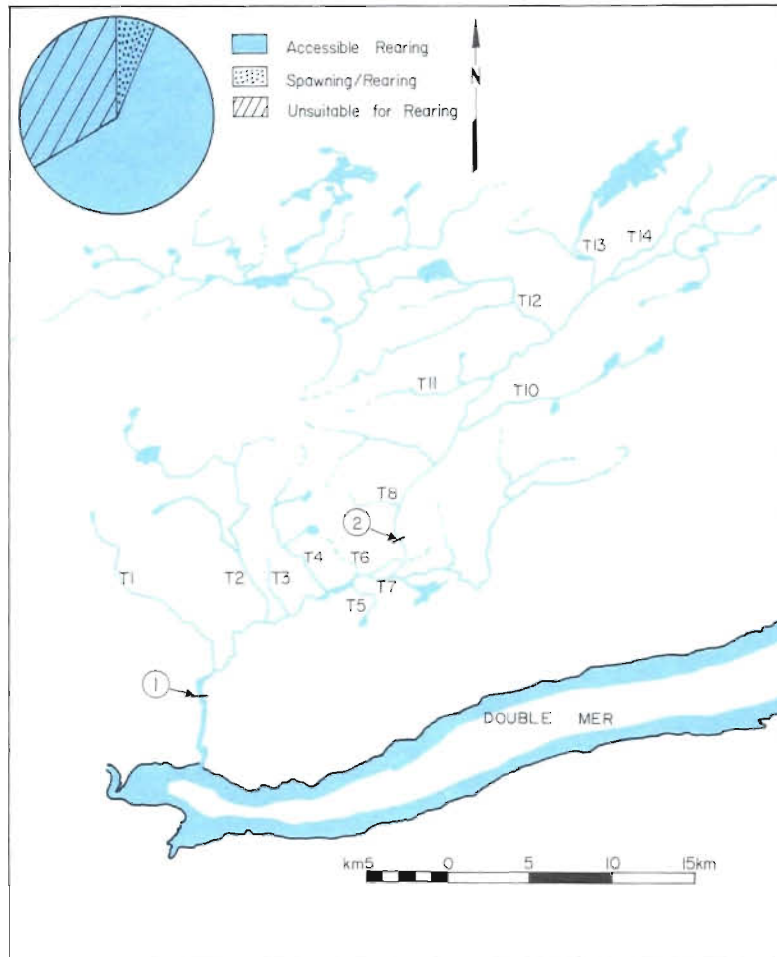 Accessible Rearing
Spawning/Rearing
Unsuitable for Rearing
N
T13
T14
T12
T11
T10
T8
2
T6
T4
T1
T2
T3
T7
T5
1
DOUBLE MER
km5 0 5 10 15km